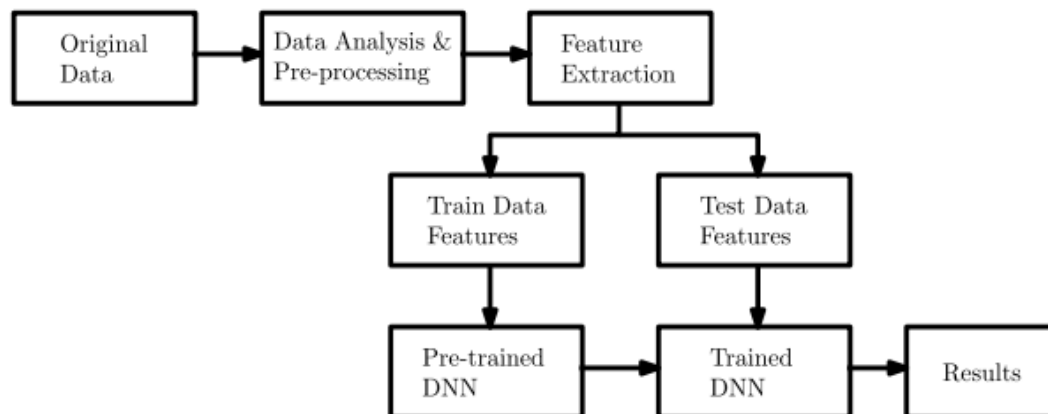 Original
Data
Data Analysis &
Pre-processing
Feature
Extraction
Train Data
Features
Test Data
Features
Pre-trained
DNN
Trained
DNN
Results